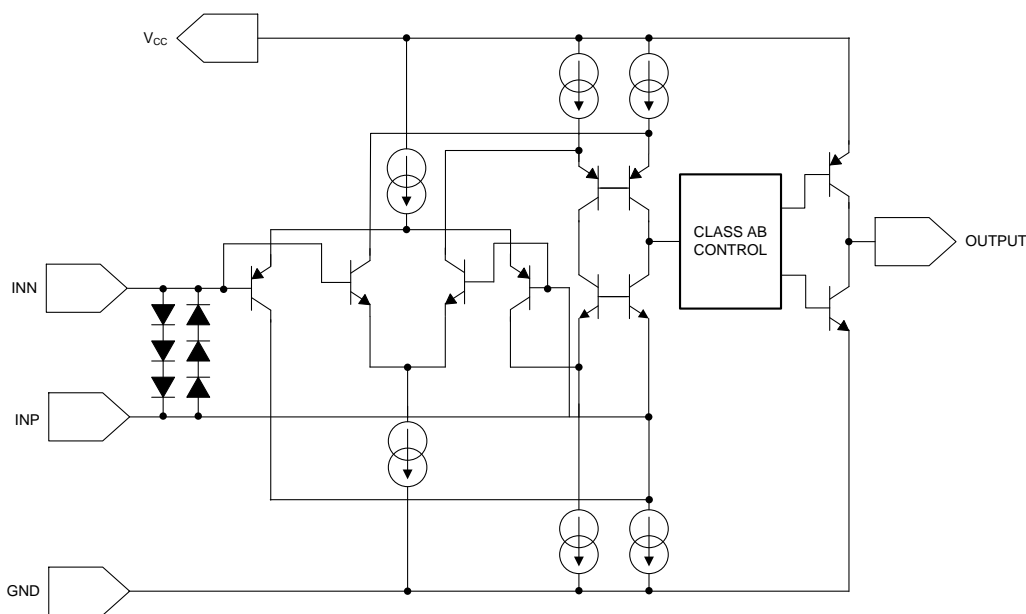 V_CC
CLASS AB
CONTROL
OUTPUT
INN
INP
GND